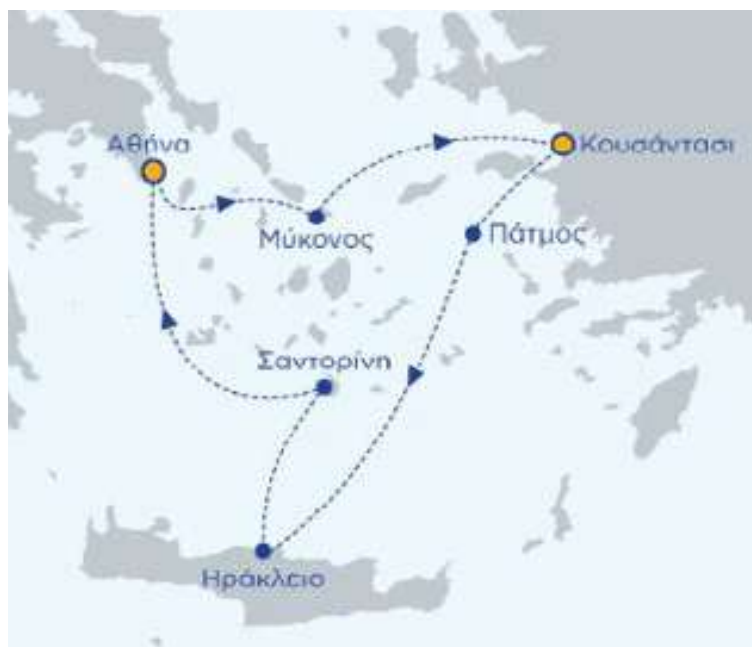 Αθήνα
Κουσάντασι
Μύκονος
Πάτμος
Σαντορίνη
Ηράκλειο